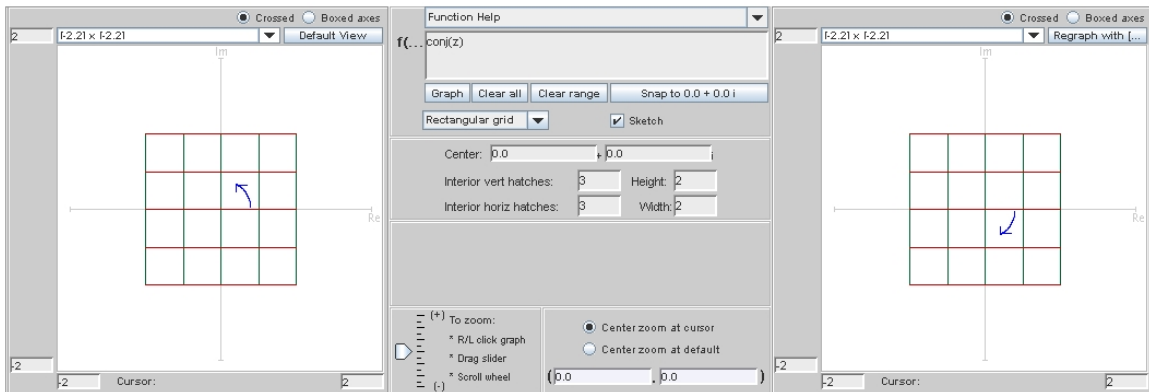 Crossed Boxed axes
2 [-2.21 x [-2.21 Default View
Im
Re
-2
-2 Cursor: 2
Function Help
f(... conj(z)
Graph Clear all Clear range Snap to 0.0 + 0.0 i
Rectangular grid Sketch
Center: 0.0 + 0.0 i
Interior vert hatches: 3 Height: 2
Interior horiz hatches: 3 Width: 2
(+) To zoom:
* R/L click graph
* Drag slider
* Scroll wheel
(-)
Center zoom at cursor
Center zoom at default
( 0.0 , 0.0 )
Crossed Boxed axes
2 [-2.21 x [-2.21 Regraph with [...
Im
Re
-2
-2 Cursor: 2